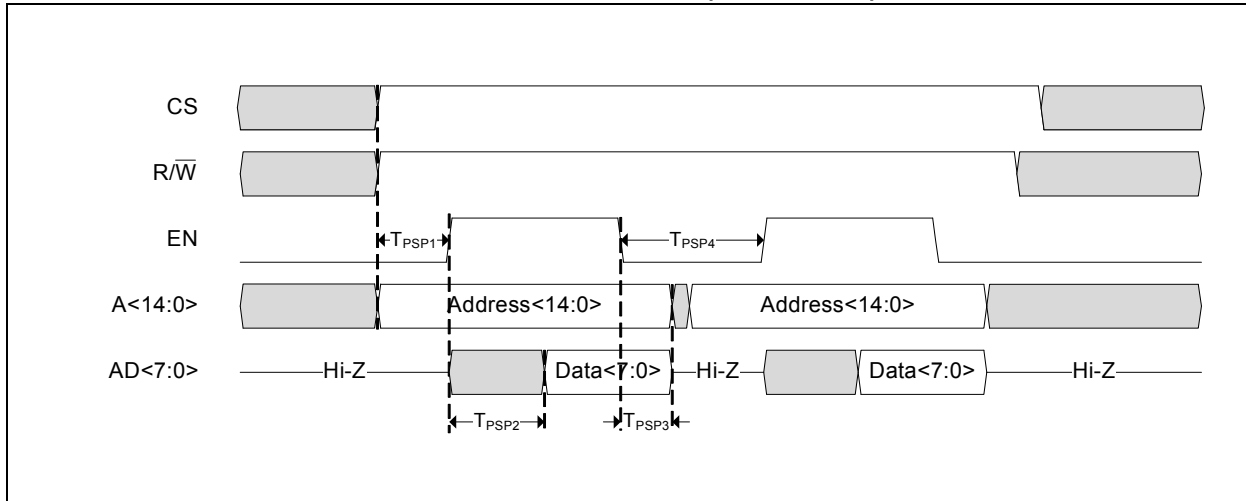 CS
R/W̅
EN
TPSP1
TPSP4
A<14:0>
Address<14:0>
Address<14:0>
AD<7:0>
Hi-Z
Data<7:0>
Hi-Z
Data<7:0>
Hi-Z
TPSP2
TPSP3